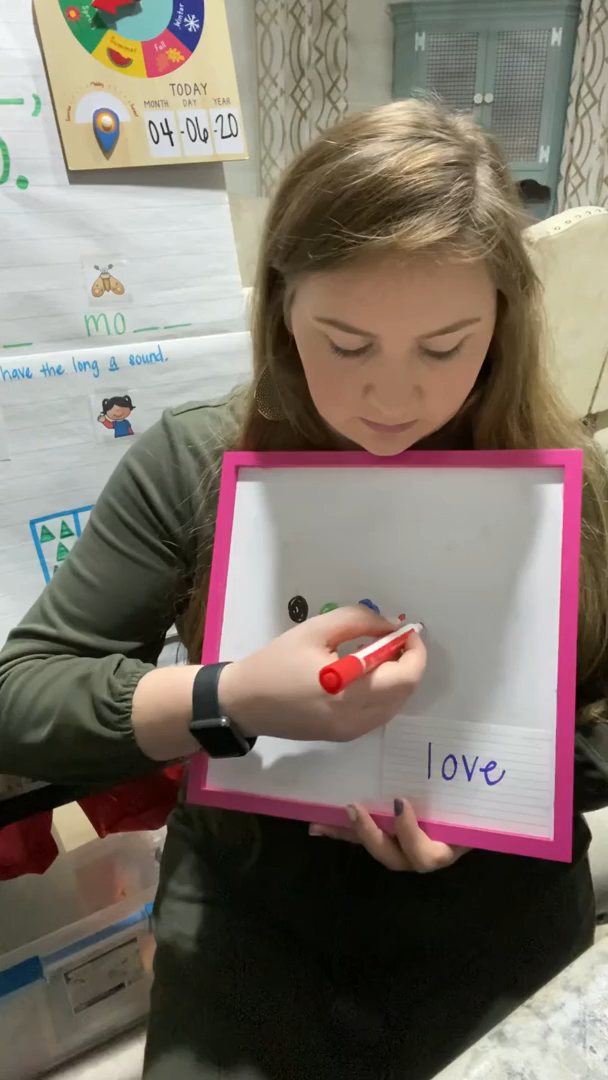 Winter
Summer
Fall
TODAY
MONTH DAY YEAR
04-06-20
mo _ _
have the long a sound.
love